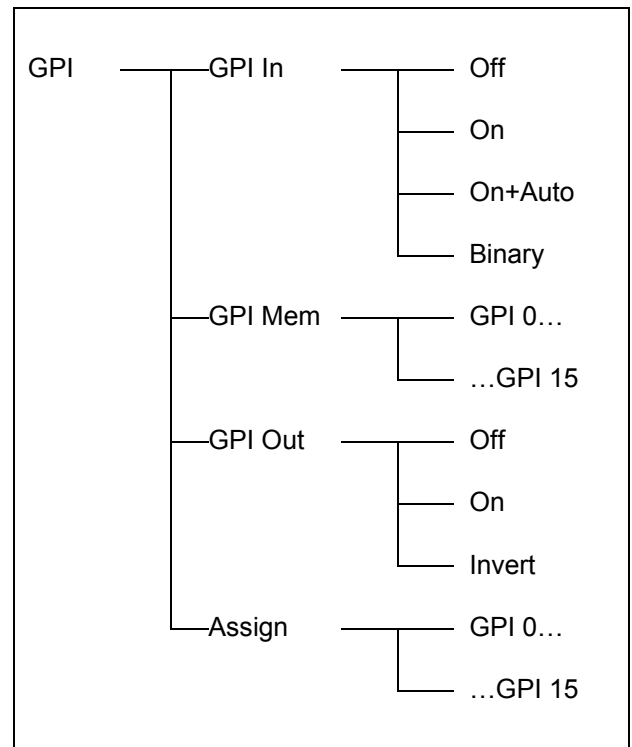 GPI GPI In Off
On
On+Auto
Binary
GPI Mem GPI 0…
…GPI 15
GPI Out Off
On
Invert
Assign GPI 0…
…GPI 15